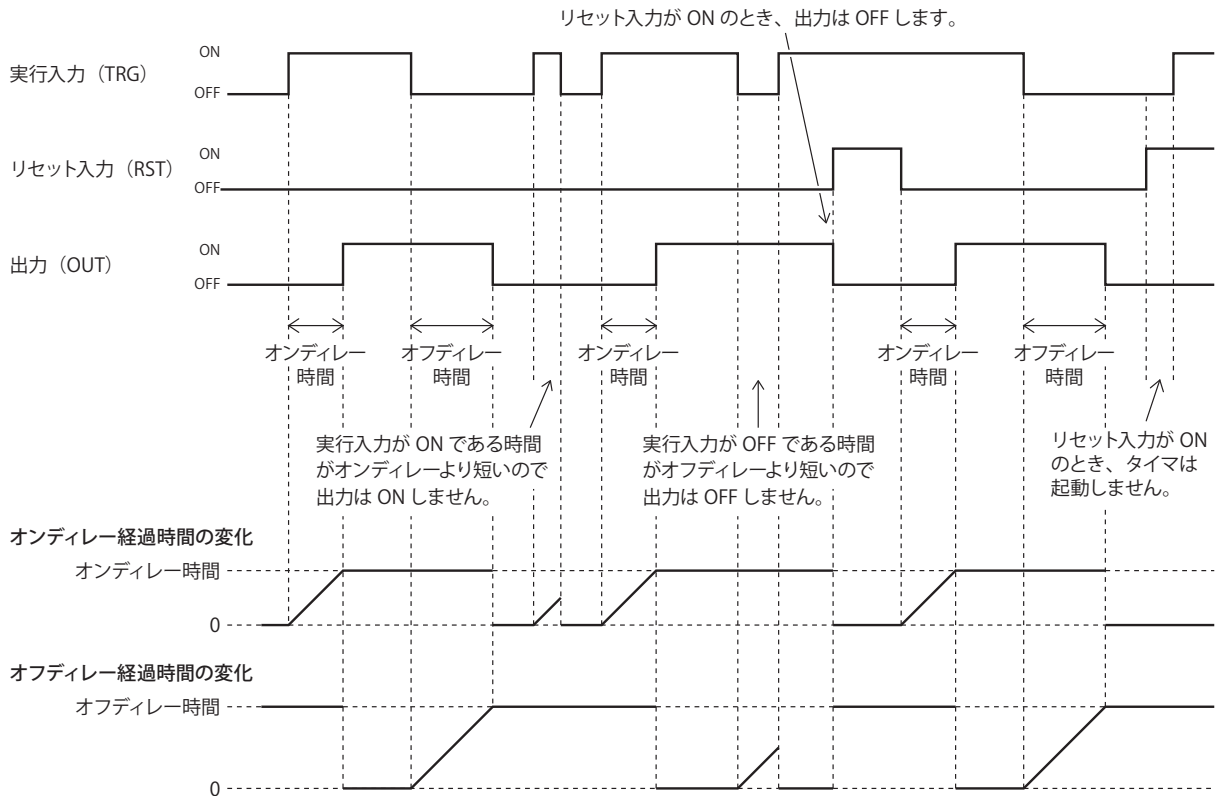 リセット入力が ON のとき、出力は OFF します。
ON
実行入力（TRG）
OFF
ON
リセット入力（RST）
OFF
ON
出力（OUT）
OFF
オンディレー
時間
オフディレー
時間
オンディレー
時間
オンディレー
時間
オフディレー
時間
実行入力が ON である時間
がオンディレーより短いので
出力は ON しません。
実行入力が OFF である時間
がオフディレーより短いので
出力は OFF しません。
リセット入力が ON
のとき、タイマは
起動しません。
オンディレー経過時間の変化
オンディレー時間
0
オフディレー経過時間の変化
オフディレー時間
0